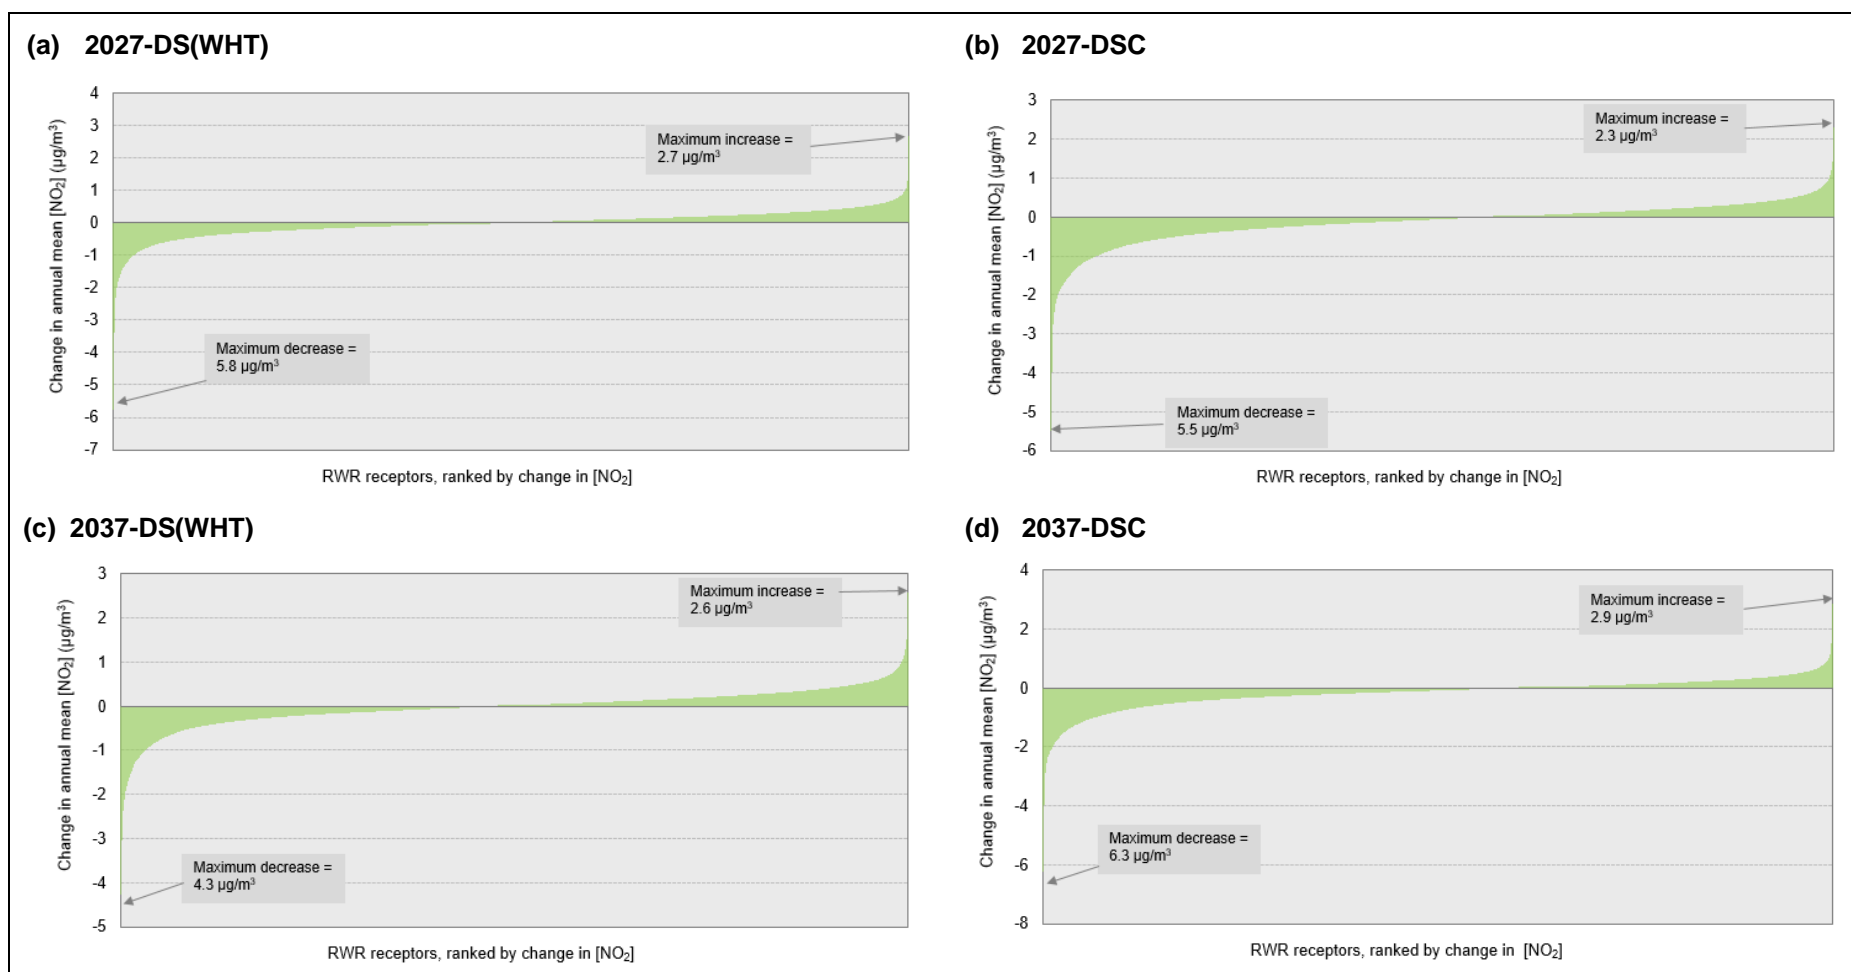 (a) 2027-DS(WHT)
Change in annual mean [NO₂] (µg/m³)
4
3
2
1
0
-1
-2
-3
-4
-5
-6
-7
Maximum increase =
2.7 µg/m³
Maximum decrease =
5.8 µg/m³
RWR receptors, ranked by change in [NO₂]
(b) 2027-DSC
Change in annual mean [NO₂] (µg/m³)
3
2
1
0
-1
-2
-3
-4
-5
-6
Maximum increase =
2.3 µg/m³
Maximum decrease =
5.5 µg/m³
RWR receptors, ranked by change in [NO₂]
(c) 2037-DS(WHT)
Change in annual mean [NO₂] (µg/m³)
3
2
1
0
-1
-2
-3
-4
-5
Maximum increase =
2.6 µg/m³
Maximum decrease =
4.3 µg/m³
RWR receptors, ranked by change in [NO₂]
(d) 2037-DSC
Change in annual mean [NO₂] (µg/m³)
4
2
0
-2
-4
-6
-8
Maximum increase =
2.9 µg/m³
Maximum decrease =
6.3 µg/m³
RWR receptors, ranked by change in [NO₂]